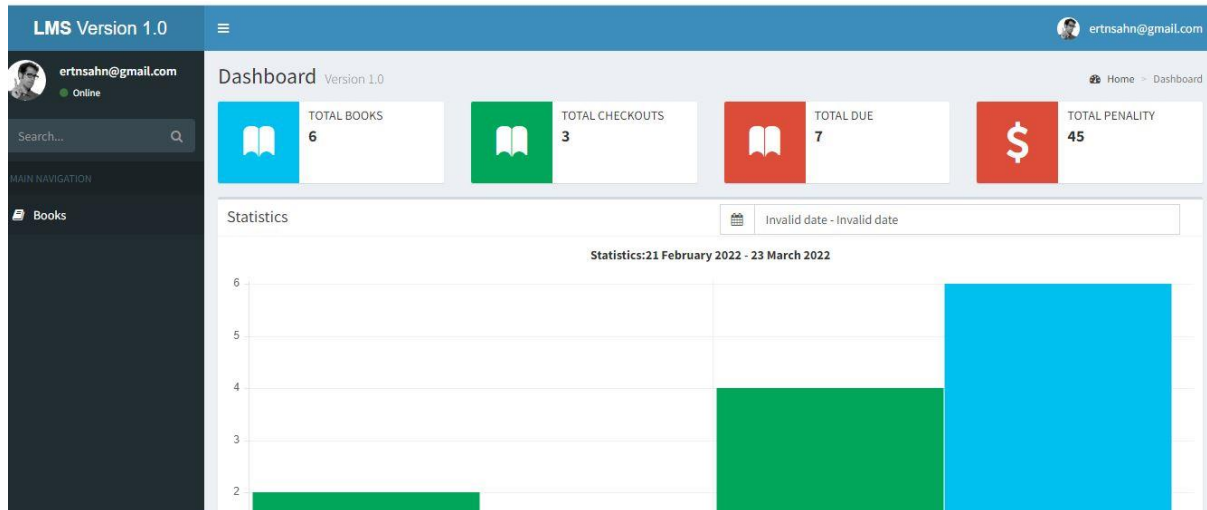 LMS Version 1.0
ertnsahn@gmail.com
ertnsahn@gmail.com
Online
Search...
MAIN NAVIGATION
Books
Dashboard Version 1.0
Home > Dashboard
TOTAL BOOKS
6
TOTAL CHECKOUTS
3
TOTAL DUE
7
TOTAL PENALITY
45
Statistics
Invalid date - Invalid date
Statistics:21 February 2022 - 23 March 2022
6
5
4
3
2